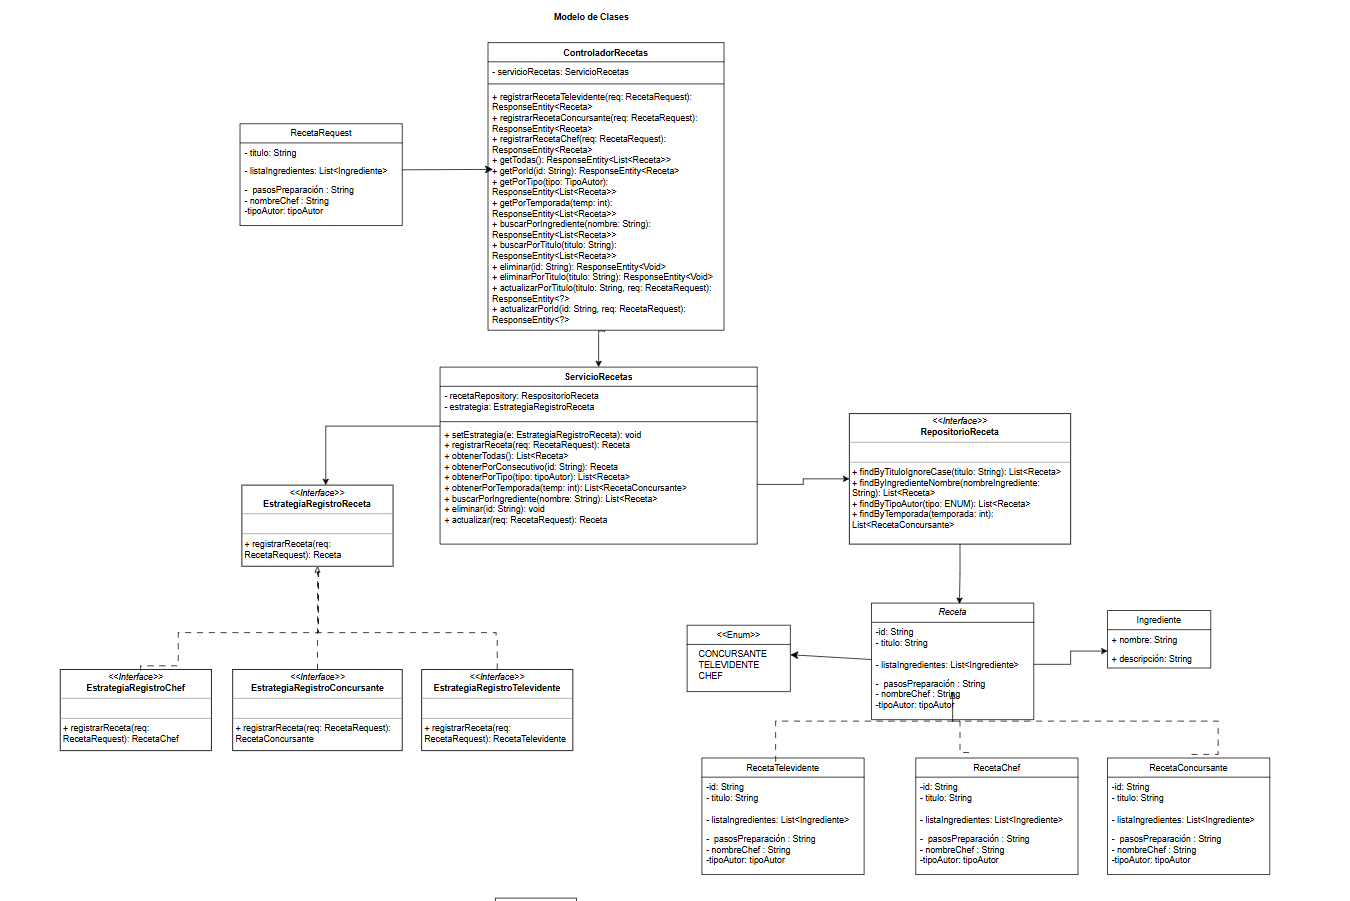 Modelo de Clases
ControladorRecetas
- servicioRecetas: ServicioRecetas
+ registrarRecetaTelevidente(req: RecetaRequest):
ResponseEntity<Receta>
+ registrarRecetaConcursante(req: RecetaRequest):
ResponseEntity<Receta>
+ registrarRecetaChef(req: RecetaRequest):
ResponseEntity<Receta>
+ getTodas(): ResponseEntity<List<Receta>>
+ getPorId(id: String): ResponseEntity<Receta>
+ getPorTipo(tipo: TipoAutor):
ResponseEntity<List<Receta>>
+ getPorTemporada(temp: int):
ResponseEntity<List<Receta>>
+ buscarPorIngrediente(nombre: String):
ResponseEntity<List<Receta>>
+ buscarPorTitulo(titulo: String):
ResponseEntity<List<Receta>>
+ eliminar(id: String): ResponseEntity<Void>
+ eliminarPorTitulo(titulo: String): ResponseEntity<Void>
+ actualizarPorTitulo(titulo: String, req: RecetaRequest):
ResponseEntity<?>
+ actualizarPorId(id: String, req: RecetaRequest):
ResponseEntity<?>
RecetaRequest
- titulo: String
- listaIngredientes: List<Ingrediente>
- pasosPreparación : String
- nombreChef : String
-tipoAutor: tipoAutor
ServicioRecetas
- recetaRepository: RespositorioReceta
- estrategia: EstrategiaRegistroReceta
+ setEstrategia(e: EstrategiaRegistroReceta): void
+ registrarReceta(req: RecetaRequest): Receta
+ obtenerTodas(): List<Receta>
+ obtenerPorConsecutivo(id: String): Receta
+ obtenerPorTipo(tipo: tipoAutor): List<Receta>
+ obtenerPorTemporada(temp: int): List<RecetaConcursante>
+ buscarPorIngrediente(nombre: String): List<Receta>
+ eliminar(id: String): void
+ actualizar(req: RecetaRequest): Receta
<<Interface>>
RepositorioReceta
+ findByTituloIgnoreCase(titulo: String): List<Receta>
+ findByIngredienteNombre(nombreIngrediente:
String): List<Receta>
+ findByTipoAutor(tipo: ENUM): List<Receta>
+ findByTemporada(temporada: int):
List<RecetaConcursante>
<<Interface>>
EstrategiaRegistroReceta
+ registrarReceta(req:
RecetaRequest): Receta
<<Interface>>
EstrategiaRegistroChef
+ registrarReceta(req:
RecetaRequest): RecetaChef
<<Interface>>
EstrategiaRegistroConcursante
+ registrarReceta(req: RecetaRequest):
RecetaConcursante
<<Interface>>
EstrategiaRegistroTelevidente
+ registrarReceta(req:
RecetaRequest): RecetaTelevidente
<<Enum>>
CONCURSANTE
TELEVIDENTE
CHEF
Receta
-id: String
- titulo: String
- listaIngredientes: List<Ingrediente>
- pasosPreparación : String
- nombreChef : String
-tipoAutor: tipoAutor
Ingrediente
+ nombre: String
+ descripción: String
RecetaTelevidente
-id: String
- titulo: String
- listaIngredientes: List<Ingrediente>
- pasosPreparación : String
- nombreChef : String
-tipoAutor: tipoAutor
RecetaChef
-id: String
- titulo: String
- listaIngredientes: List<Ingrediente>
- pasosPreparación : String
- nombreChef : String
-tipoAutor: tipoAutor
RecetaConcursante
-id: String
- titulo: String
- listaIngredientes: List<Ingrediente>
- pasosPreparación : String
- nombreChef : String
-tipoAutor: tipoAutor